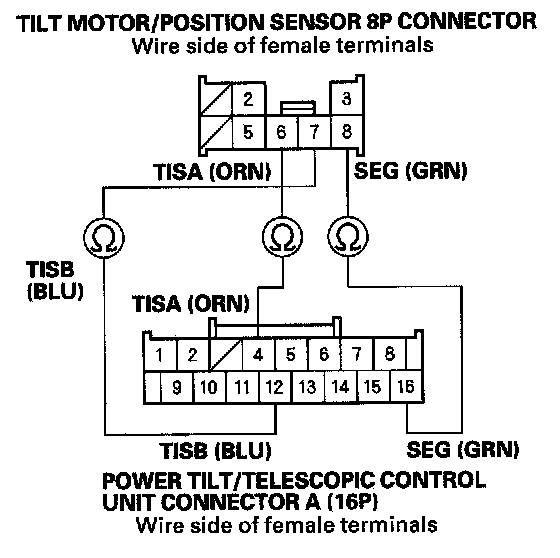 TILT MOTOR/POSITION SENSOR 8P CONNECTOR
Wire side of female terminals
2 3
5 6 7 8
TISA (ORN) SEG (GRN)
Ω Ω Ω
TISB
(BLU)
TISA (ORN)
1 2 4 5 6 7 8
9 10 11 12 13 14 15 16
TISB (BLU) SEG (GRN)
POWER TILT/TELESCOPIC CONTROL
UNIT CONNECTOR A (16P)
Wire side of female terminals